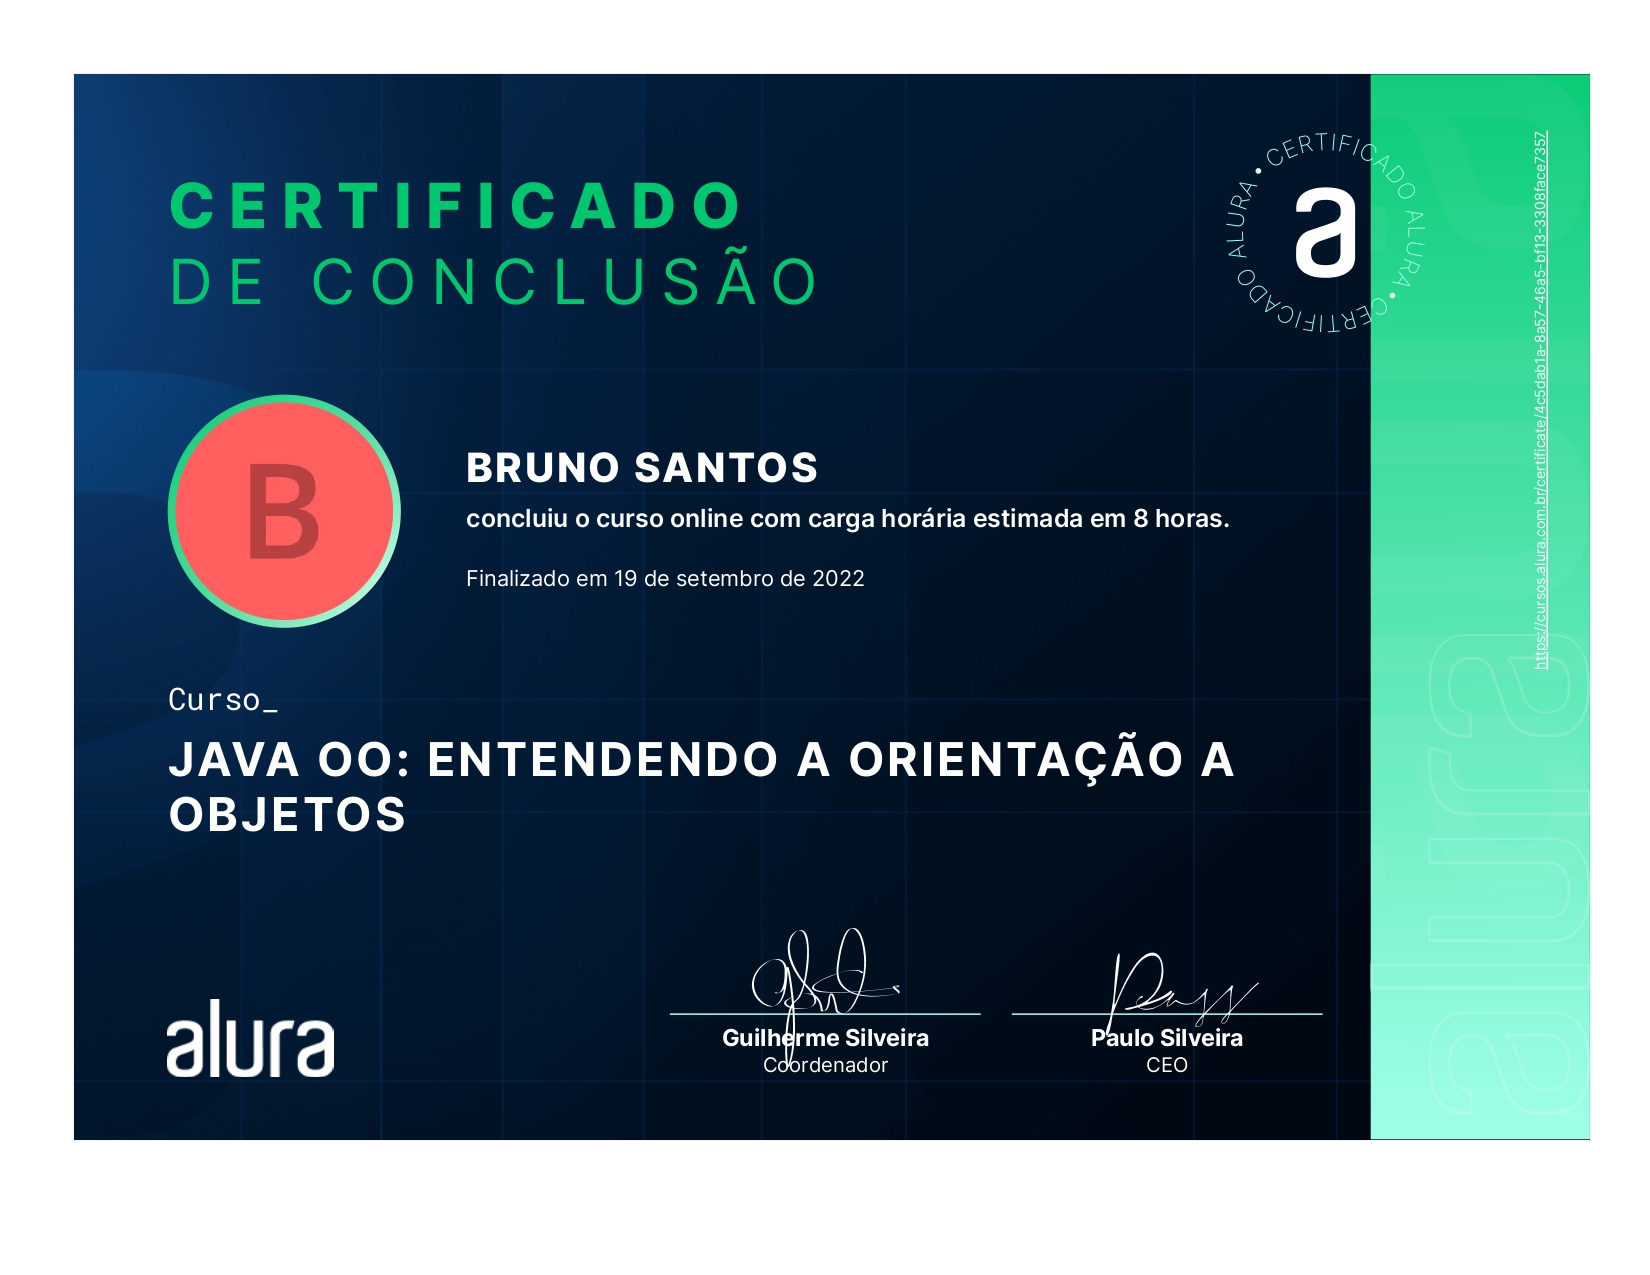 CERTIFICADO
DE CONCLUSÃO
CERTIFICADO ALURA • CERTIFICADO ALURA •
a
https://cursos.alura.com.br/certificate/4c5dab1a-8a57-46a5-bf13-3308face7357
B
BRUNO SANTOS
concluiu o curso online com carga horária estimada em 8 horas.
Finalizado em 19 de setembro de 2022
Curso_
JAVA OO: ENTENDENDO A ORIENTAÇÃO A
OBJETOS
alura
Guilherme Silveira
Coordenador
Paulo Silveira
CEO
alura